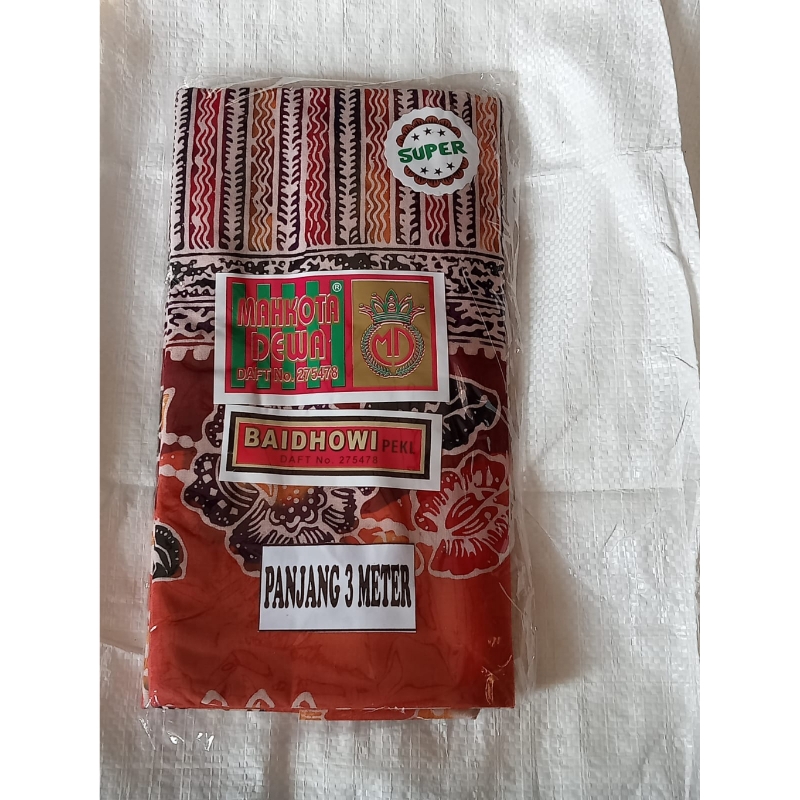 SUPER
MAHKOTA ®
DEWA
DAFT No. 275478
MD
BAIDHOWI PEKL
DAFT No. 275478
PANJANG 3 METER